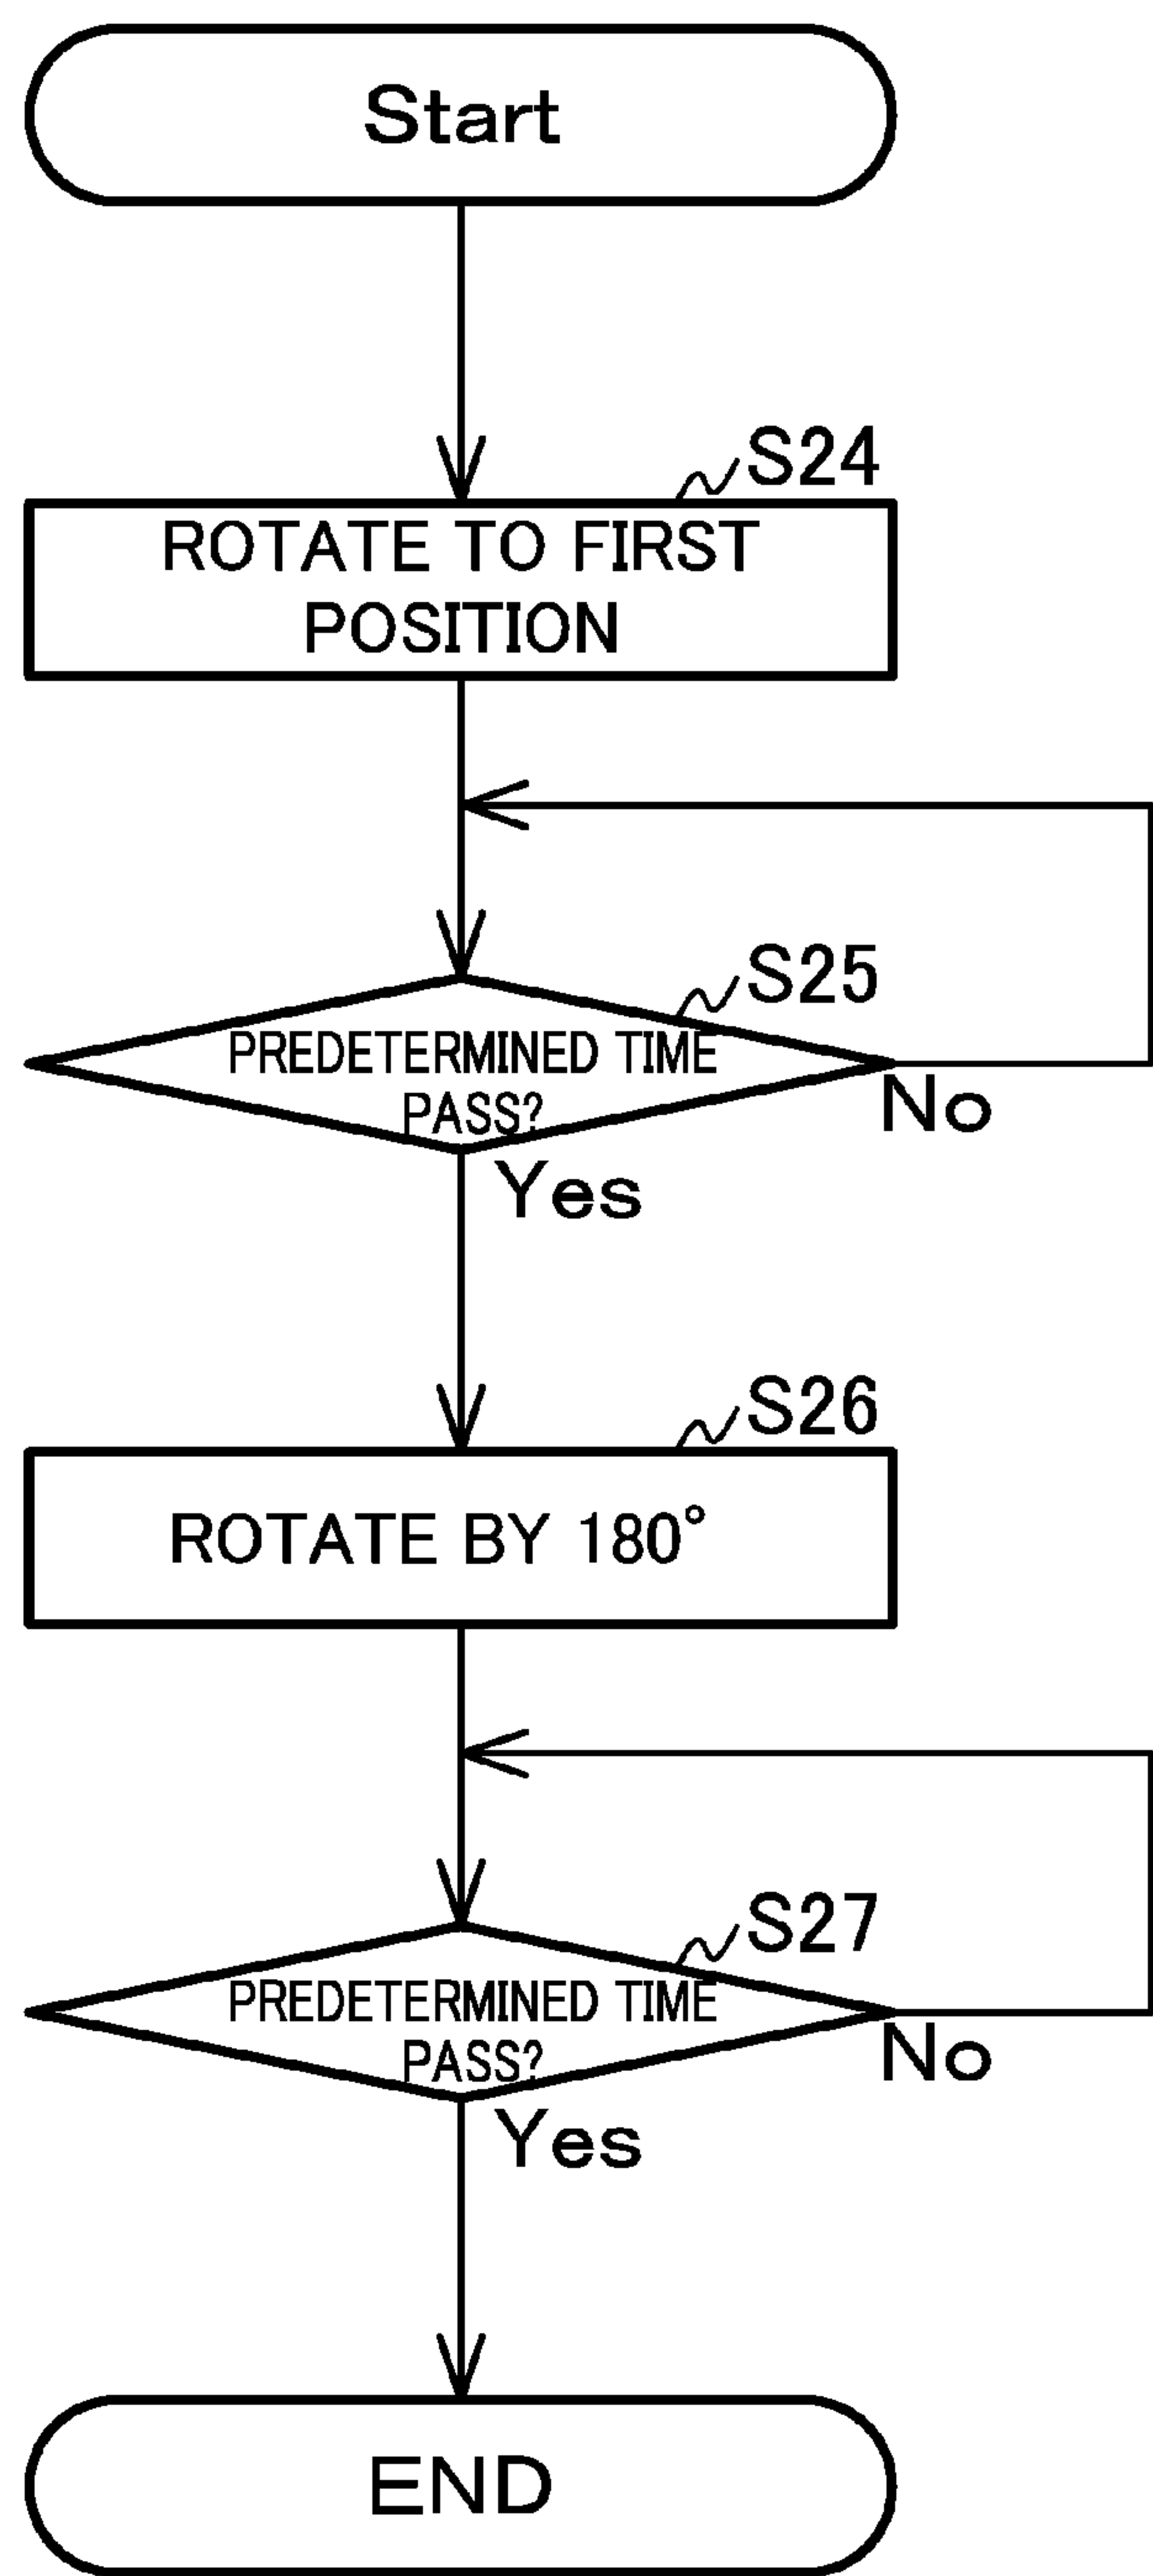 Start
S24
ROTATE TO FIRST
POSITION
S25
PREDETERMINED TIME
PASS?
No
Yes
S26
ROTATE BY 180°
S27
PREDETERMINED TIME
PASS?
No
Yes
END